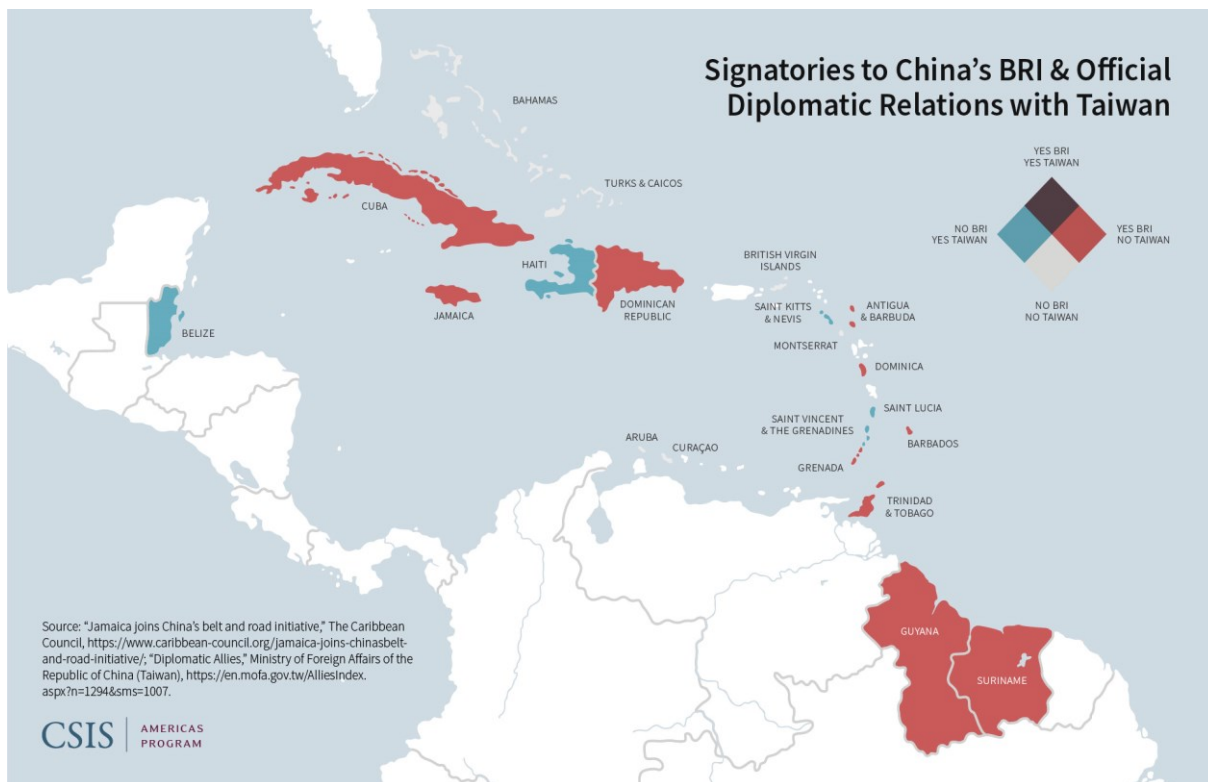 Signatories to China's BRI & Official
Diplomatic Relations with Taiwan
YES BRI
YES TAIWAN
NO BRI
YES TAIWAN
YES BRI
NO TAIWAN
NO BRI
NO TAIWAN
BAHAMAS
TURKS & CAICOS
CUBA
HAITI
BRITISH VIRGIN
ISLANDS
JAMAICA
DOMINICAN
REPUBLIC
SAINT KITTS
& NEVIS
ANTIGUA
& BARBUDA
BELIZE
MONTSERRAT
DOMINICA
SAINT LUCIA
SAINT VINCENT
& THE GRENADINES
BARBADOS
ARUBA
CURAÇAO
GRENADA
TRINIDAD
& TOBAGO
GUYANA
SURINAME
Source: "Jamaica joins China's belt and road initiative," The Caribbean
Council, https://www.caribbean-council.org/jamaica-joins-chinasbelt-
and-road-initiative/; "Diplomatic Allies," Ministry of Foreign Affairs of the
Republic of China (Taiwan), https://en.mofa.gov.tw/AlliesIndex.
aspx?n=1294&sms=1007.
CSIS | AMERICAS
PROGRAM